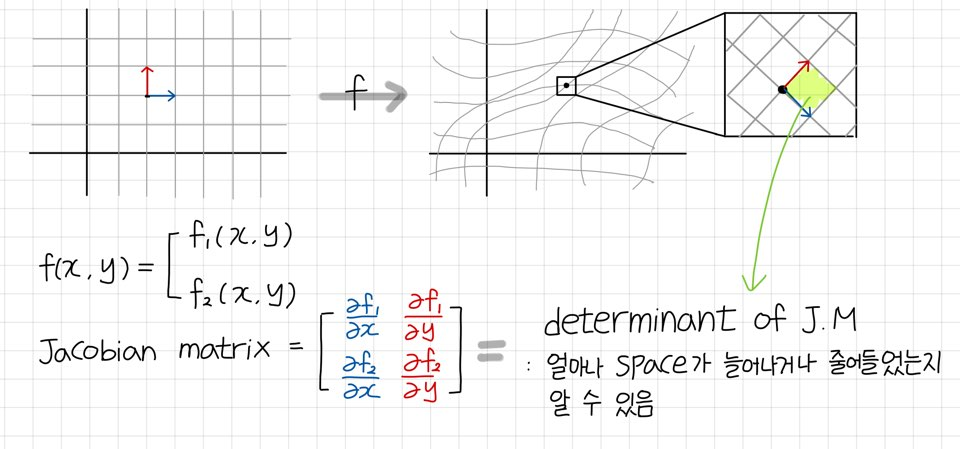 f
f(x, y) = [ f₁(x, y)
f₂(x, y)
Jacobian matrix = [ ∂f₁/∂x ∂f₁/∂y
∂f₂/∂x ∂f₂/∂y ] =
determinant of J.M
: 얼마나 space가 늘어나거나 줄어들었는지
알 수 있음